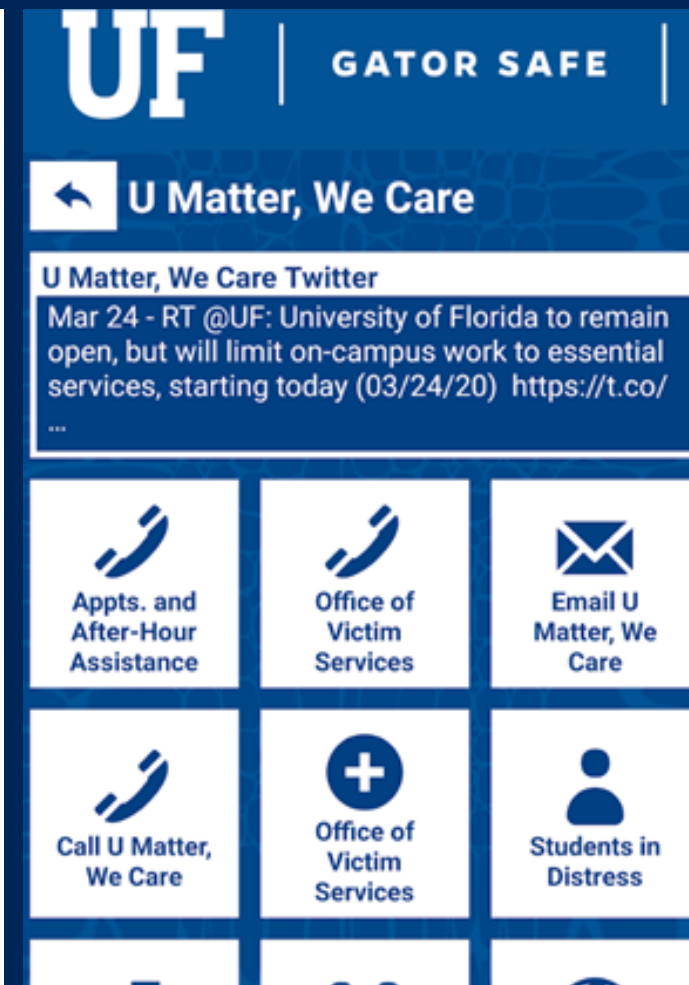 UF | GATOR SAFE |
U Matter, We Care
U Matter, We Care Twitter
Mar 24 - RT @UF: University of Florida to remain
open, but will limit on-campus work to essential
services, starting today (03/24/20) https://t.co/
...
Appts. and
After-Hour
Assistance
Office of
Victim
Services
Email U
Matter, We
Care
Call U Matter,
We Care
Office of
Victim
Services
Students in
Distress